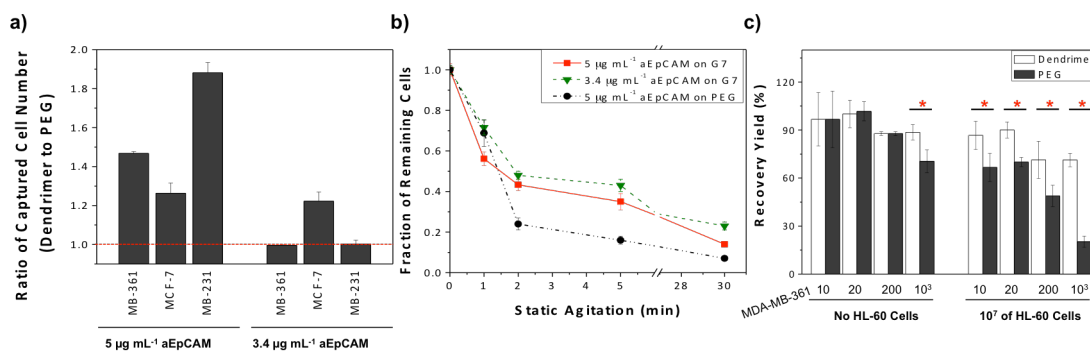 a)
Ratio of Captured Cell Number
(Dendrimer to PEG)
2.0
1.8
1.6
1.4
1.2
1.0
MB-361
MCF-7
MB-231
MB-361
MCF-7
MB-231
5 µg mL⁻¹ aEpCAM
3.4 µg mL⁻¹ aEpCAM
b)
Fraction of Remaining Cells
1.0
0.8
0.6
0.4
0.2
0.0
5 µg mL⁻¹ aEpCAM on G7
3.4 µg mL⁻¹ aEpCAM on G7
5 µg mL⁻¹ aEpCAM on PEG
0 1 2 5 28 30
Static Agitation (min)
c)
Recovery Yield (%)
120
90
60
30
0
Dendrime
PEG
* * * * *
MDA-MB-361
10 20 200 10³
10 20 200 10³
No HL-60 Cells
10⁷ of HL-60 Cells